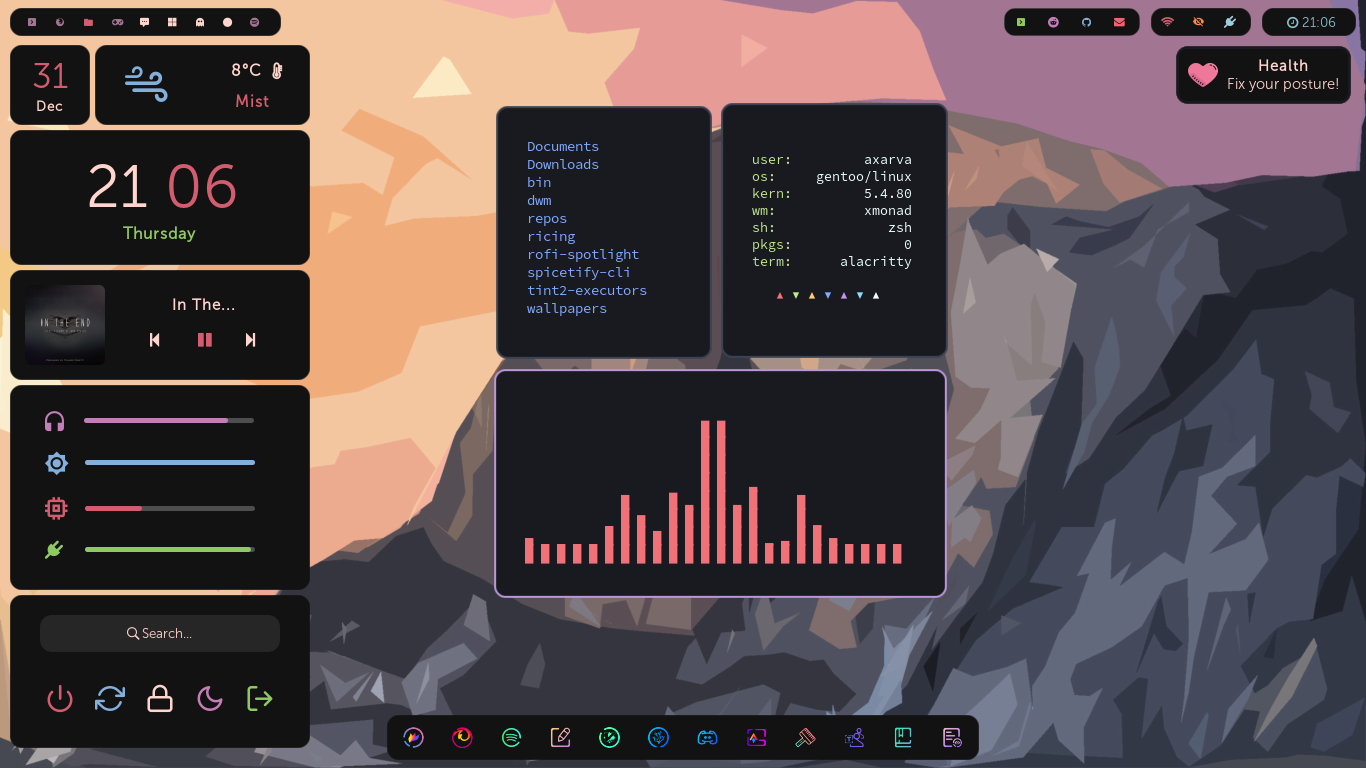 21:06
31
Dec
8°C
Mist
Health
Fix your posture!
21 06
Thursday
In The...
IN THE END
Search...
Documents
Downloads
bin
dwm
repos
ricing
rofi-spotlight
spicetify-cli
tint2-executors
wallpapers
user: axarva
os: gentoo/linux
kern: 5.4.80
wm: xmonad
sh: zsh
pkgs: 0
term: alacritty